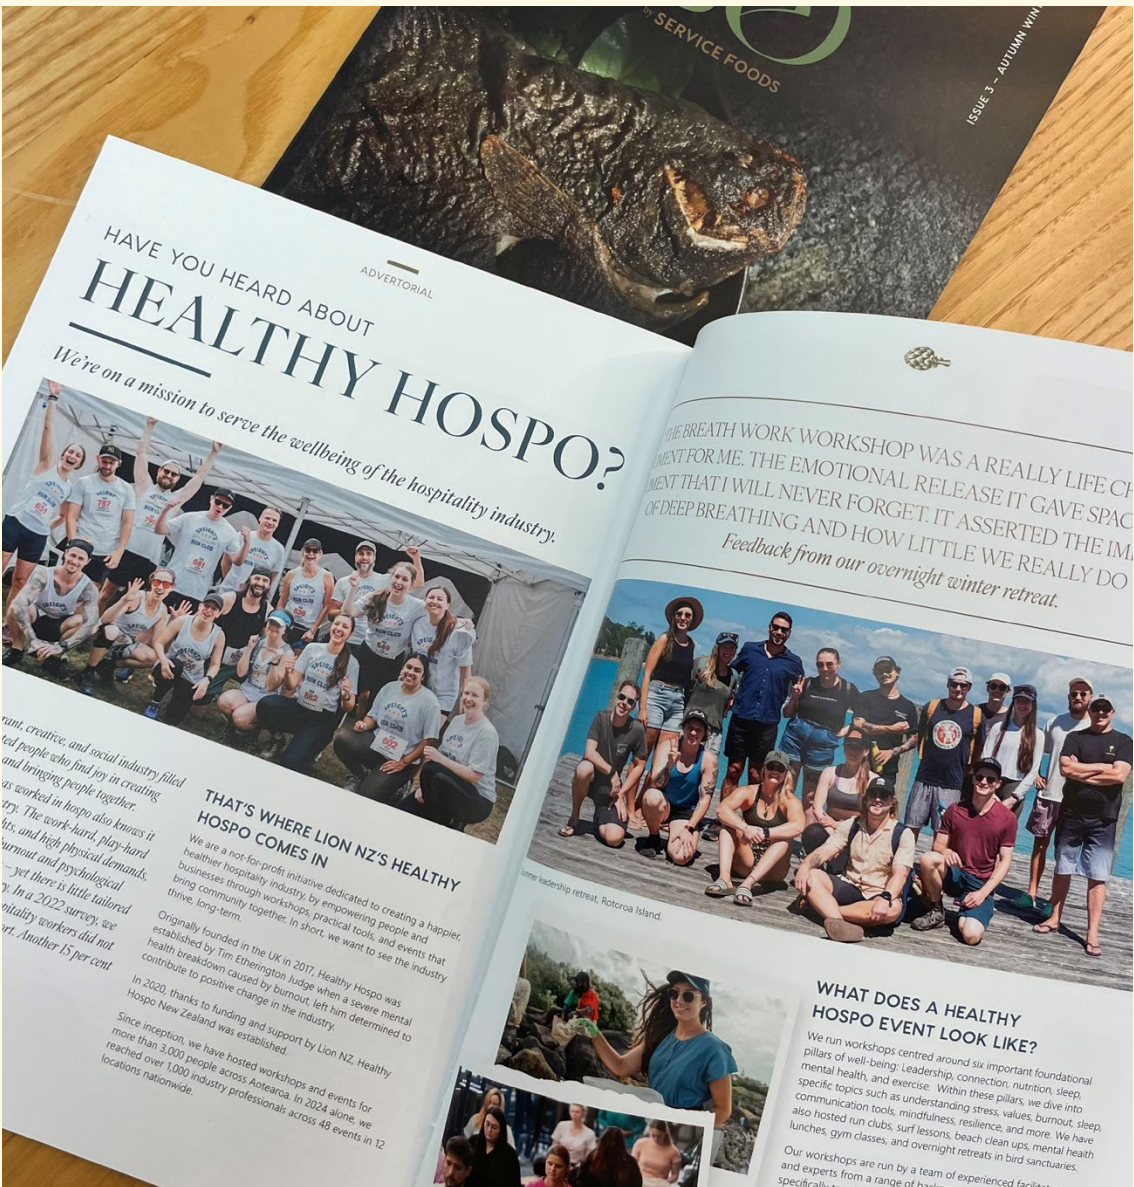 by SERVICE FOODS
ISSUE 3 – AUTUMN
ADVERTORIAL
HAVE YOU HEARD ABOUT
HEALTHY HOSPO?
We're on a mission to serve the wellbeing of the hospitality industry.
creative, and social industry filled
people who find joy in creating
and bringing people together.
worked in hospo also knows it
The work-hard, play-hard
and high physical demands.
burnout and psychological
– yet there is little tailored
In a 2022 survey, we
workers did not
Another 15 per cent
THAT'S WHERE LION NZ'S HEALTHY
HOSPO COMES IN
We are a not-for-profit initiative dedicated to creating a happier,
healthier hospitality industry, by empowering people and
businesses through workshops, practical tools, and events that
bring community together. In short, we want to see the industry
thrive, long-term.
Originally founded in the UK in 2017, Healthy Hospo was
established by Tim Etherington Judge when a severe mental
health breakdown caused by burnout, left him determined to
contribute to positive change in the industry.
In 2020, thanks to funding and support by Lion NZ, Healthy
Hospo New Zealand was established.
Since inception, we have hosted workshops and events for
more than 3,000 people across Aotearoa. In 2024 alone, we
reached over 1,000 industry professionals across 48 events in 12
locations nationwide.
THE BREATH WORK WORKSHOP WAS A REALLY LIFE
FOR ME. THE EMOTIONAL RELEASE IT GAVE
THAT I WILL NEVER FORGET. IT ASSERTED THE
OF DEEP BREATHING AND HOW LITTLE WE REALLY DO
Feedback from our overnight winter retreat.
leadership retreat, Rotoroa Island.
WHAT DOES A HEALTHY
HOSPO EVENT LOOK LIKE?
We run workshops centred around six important foundational
pillars of well-being: Leadership, connection, nutrition, sleep,
mental health, and exercise. Within these pillars, we dive into
specific topics such as understanding stress, values, burnout, sleep,
communication tools, mindfulness, resilience, and more. We have
also hosted run clubs, surf lessons, beach clean ups, mental health
lunches, gym classes, and overnight retreats in bird sanctuaries.
Our workshops are run by a team of experienced
and experts from a range of
specifically